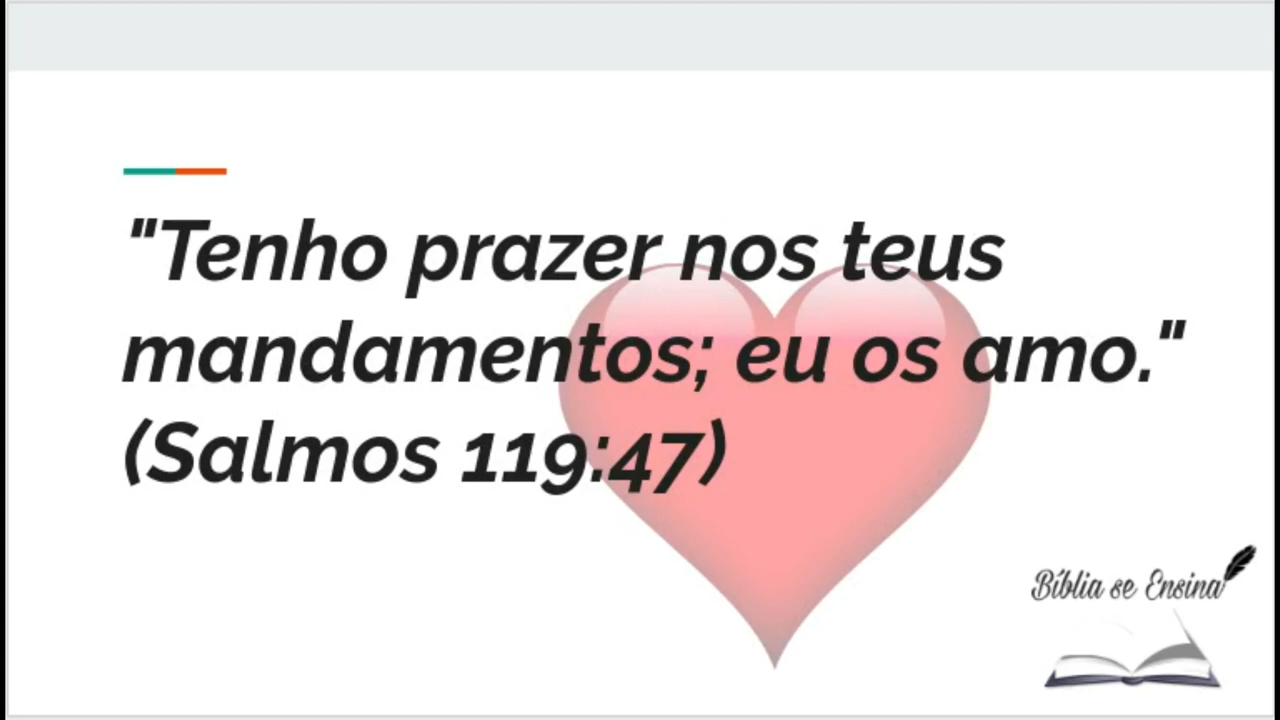 "Tenho prazer nos teus
mandamentos; eu os amo."
(Salmos 119:47)
Bíblia se Ensina